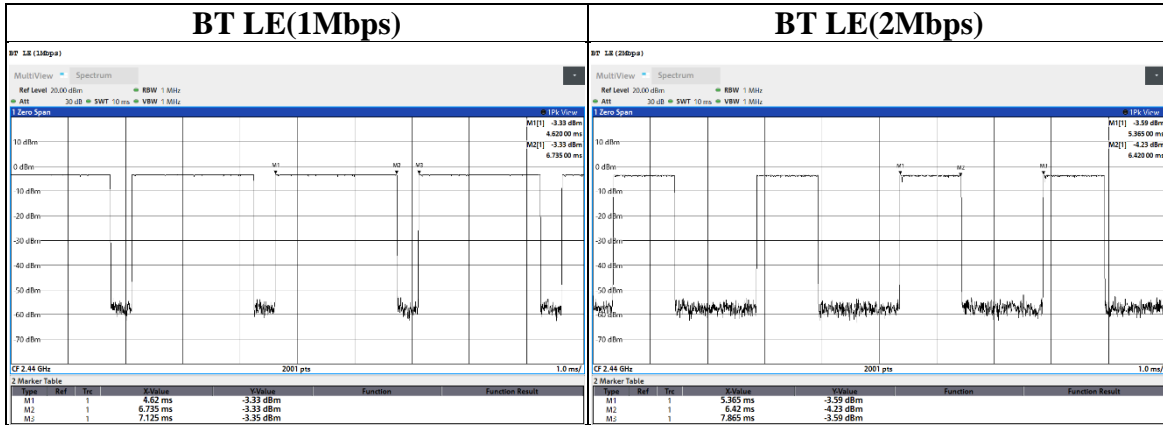 BT LE(1Mbps)
BT LE (1Mbps)
MultiView Spectrum
Ref Level 20.00 dBm RBW 1 MHz
Att 30 dB SWT 10 ms VBW 1 MHz
1 Zero Span 1Pk View
M1[1] -3.33 dBm
4.620 00 ms
M2[1] -3.33 dBm
6.735 00 ms
10 dBm
0 dBm
M1 M2 M3
-10 dBm
-20 dBm
-30 dBm
-40 dBm
-50 dBm
-60 dBm
-70 dBm
CF 2.44 GHz 2001 pts 1.0 ms/
2 Marker Table
Type Ref Trc X-Value Y-Value Function Function Result
M1 1 4.62 ms -3.33 dBm
M2 1 6.735 ms -3.33 dBm
M3 1 7.125 ms -3.35 dBm
BT LE(2Mbps)
BT LE (2Mbps)
MultiView Spectrum
Ref Level 20.00 dBm RBW 1 MHz
Att 30 dB SWT 10 ms VBW 1 MHz
1 Zero Span 1Pk View
M1[1] -3.59 dBm
5.365 00 ms
M2[1] -4.23 dBm
6.420 00 ms
10 dBm
0 dBm
M1 M2 M3
-10 dBm
-20 dBm
-30 dBm
-40 dBm
-50 dBm
-60 dBm
-70 dBm
CF 2.44 GHz 2001 pts 1.0 ms/
2 Marker Table
Type Ref Trc X-Value Y-Value Function Function Result
M1 1 5.365 ms -3.59 dBm
M2 1 6.42 ms -4.23 dBm
M3 1 7.865 ms -3.59 dBm